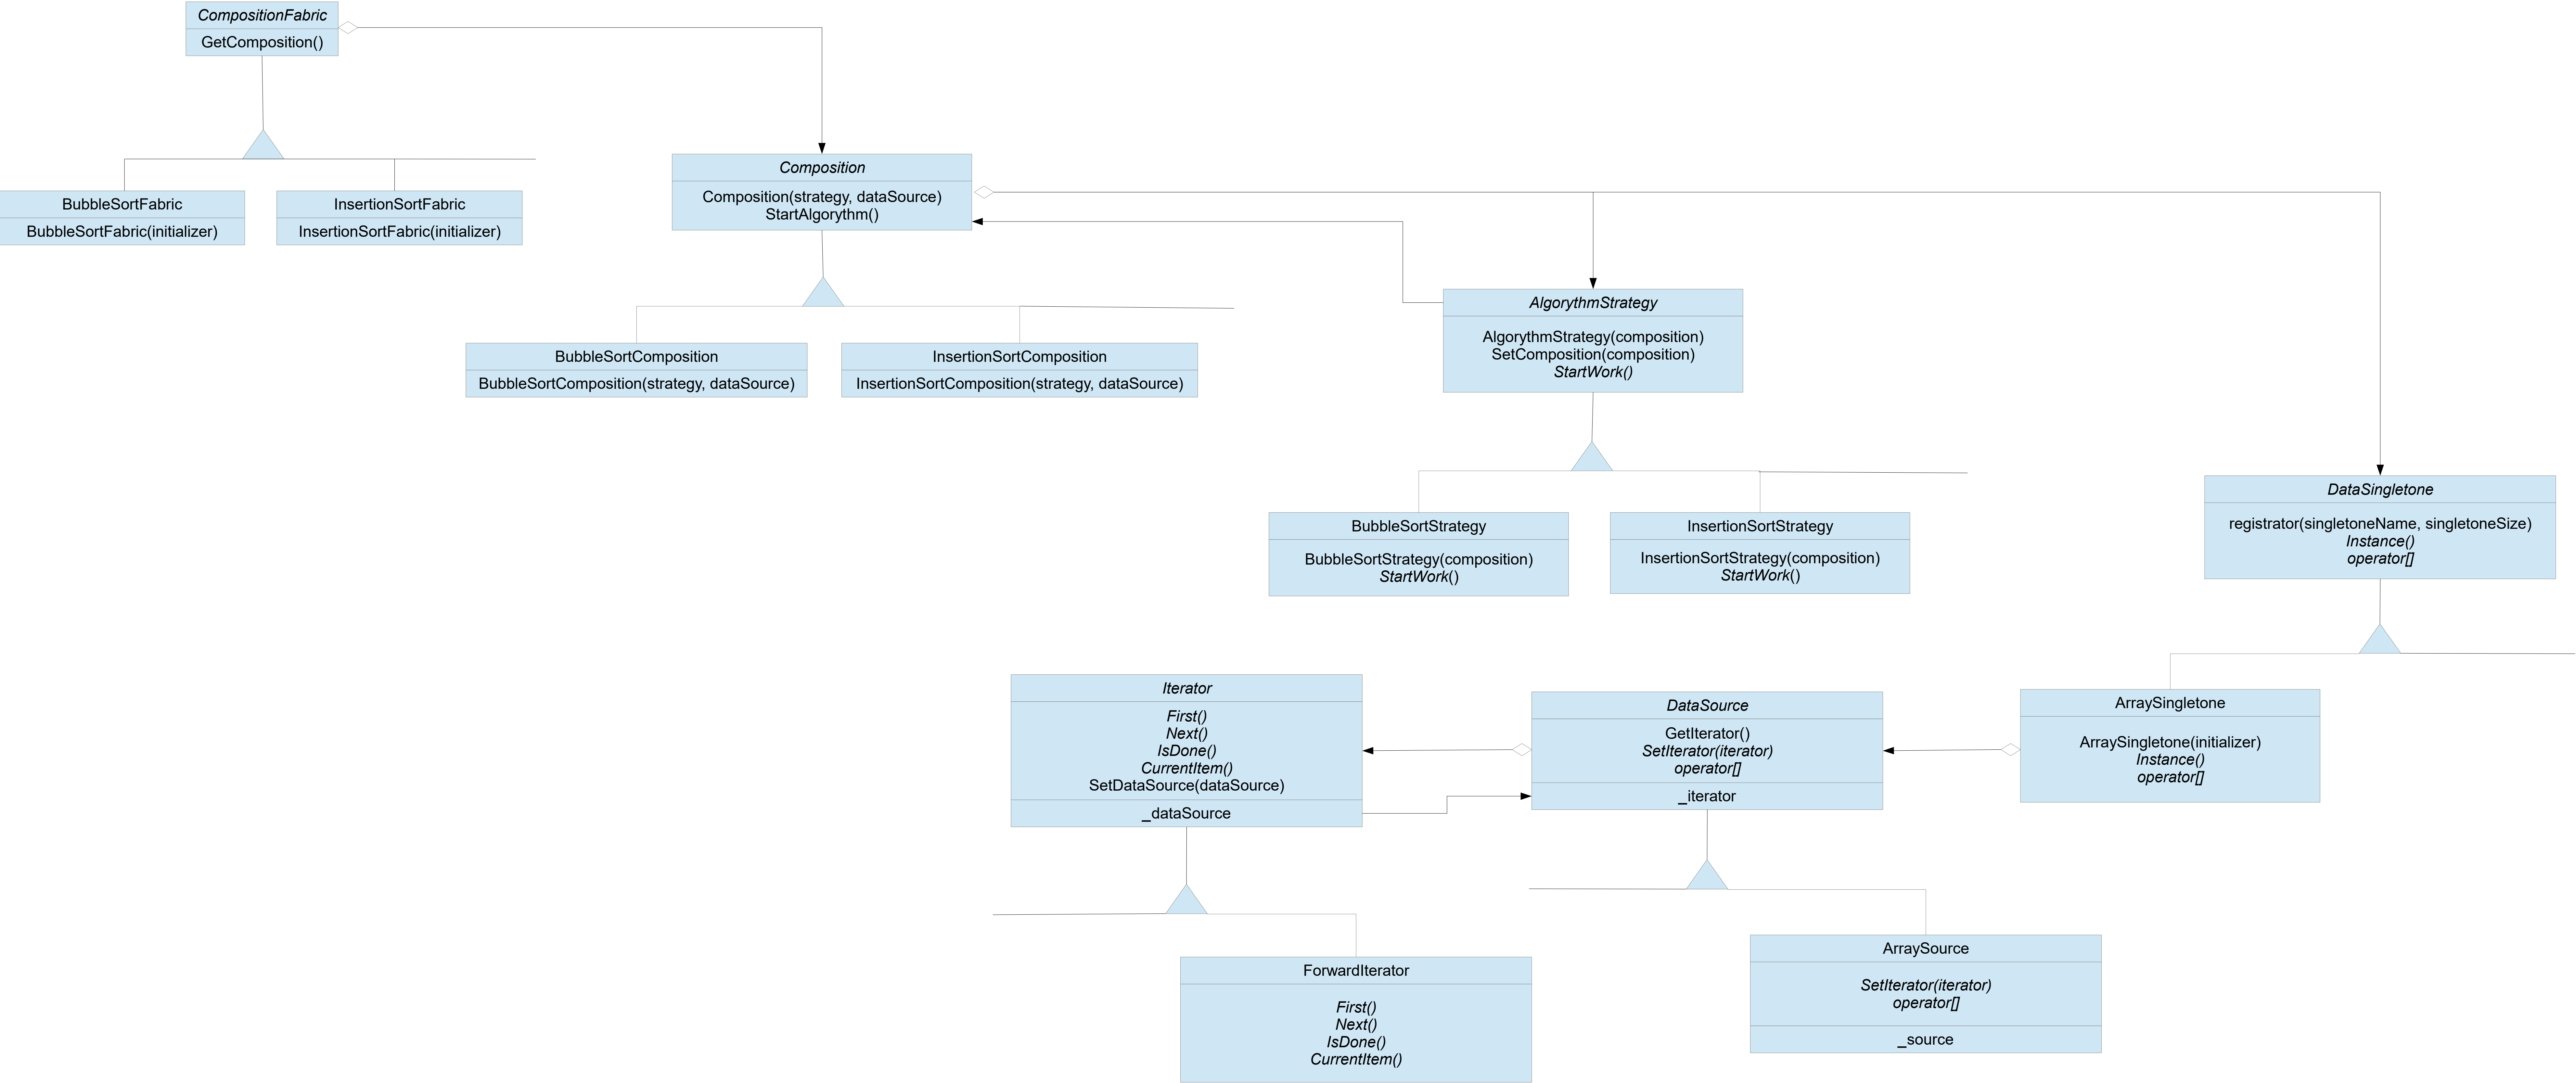 CompositionFabric
GetComposition()
BubbleSortFabric
BubbleSortFabric(initializer)
InsertionSortFabric
InsertionSortFabric(initializer)
Composition
Composition(strategy, dataSource)
StartAlgorythm()
BubbleSortComposition
BubbleSortComposition(strategy, dataSource)
InsertionSortComposition
InsertionSortComposition(strategy, dataSource)
AlgorythmStrategy
AlgorythmStrategy(composition)
SetComposition(composition)
StartWork()
BubbleSortStrategy
BubbleSortStrategy(composition)
StartWork()
InsertionSortStrategy
InsertionSortStrategy(composition)
StartWork()
DataSingletone
registrator(singletoneName, singletoneSize)
Instance()
operator[]
Iterator
First()
Next()
IsDone()
CurrentItem()
SetDataSource(dataSource)
_dataSource
DataSource
GetIterator()
SetIterator(iterator)
operator[]
_iterator
ArraySingletone
ArraySingletone(initializer)
Instance()
operator[]
ForwardIterator
First()
Next()
IsDone()
CurrentItem()
ArraySource
SetIterator(iterator)
operator[]
_source